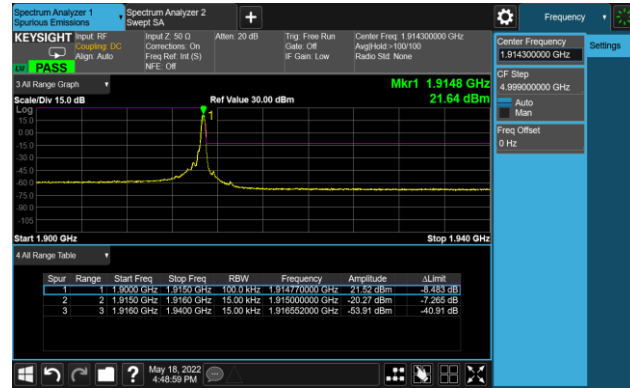 Spectrum Analyzer 1
Spurious Emissions
Spectrum Analyzer 2
Swept SA
Frequency
KEYSIGHT
Input: RF
Coupling: DC
Align: Auto
Input Z: 50 Ω
Corrections: On
Freq Ref: Int (S)
NFE: Off
Atten: 20 dB
Trig: Free Run
Gate: Off
IF Gain: Low
Center Freq: 1.914300000 GHz
Avg|Hold:>100/100
Radio Std: None
PASS
Center Frequency
1.914300000 GHz
Settings
CF Step
4.999000000 GHz
Auto
Man
Freq Offset
0 Hz
3 All Range Graph
Mkr1 1.9148 GHz
21.64 dBm
Scale/Div 15.0 dB
Ref Value 30.00 dBm
Log
15.0
0.00
-15.0
-30.0
-45.0
-60.0
-75.0
-90.0
-105
1
Start 1.900 GHz
Stop 1.940 GHz
4 All Range Table
Spur Range Start Freq Stop Freq RBW Frequency Amplitude ΔLimit
1 1 1.9000 GHz 1.9150 GHz 100.0 kHz 1.914770000 GHz 21.52 dBm -8.483 dB
2 2 1.9150 GHz 1.9160 GHz 15.00 kHz 1.915000000 GHz -20.27 dBm -7.265 dB
3 3 1.9160 GHz 1.9400 GHz 15.00 kHz 1.916552000 GHz -53.91 dBm -40.91 dB
May 18, 2022
4:48:59 PM